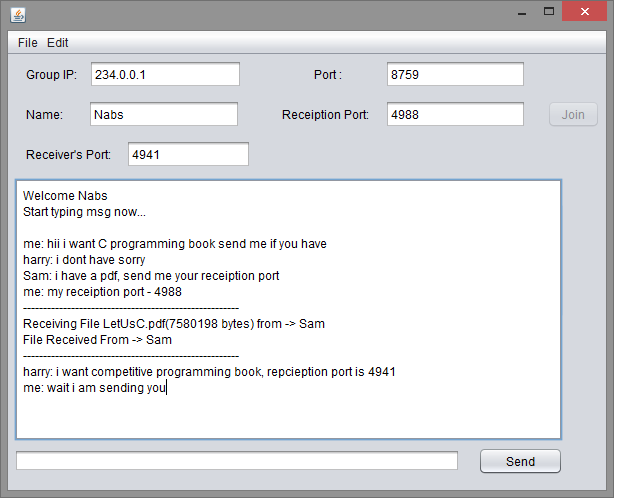 File Edit
Group IP: 234.0.0.1 Port : 8759
Name: Nabs Receiption Port: 4988 Join
Receiver's Port: 4941
Welcome Nabs
Start typing msg now...
me: hii i want C programming book send me if you have
harry: i dont have sorry
Sam: i have a pdf, send me your receiption port
me: my receiption port - 4988
------------------------------------------------------
Receiving File LetUsC.pdf(7580198 bytes) from -> Sam
File Received From -> Sam
------------------------------------------------------
harry: i want competitive programming book, repcieption port is 4941
me: wait i am sending you
Send